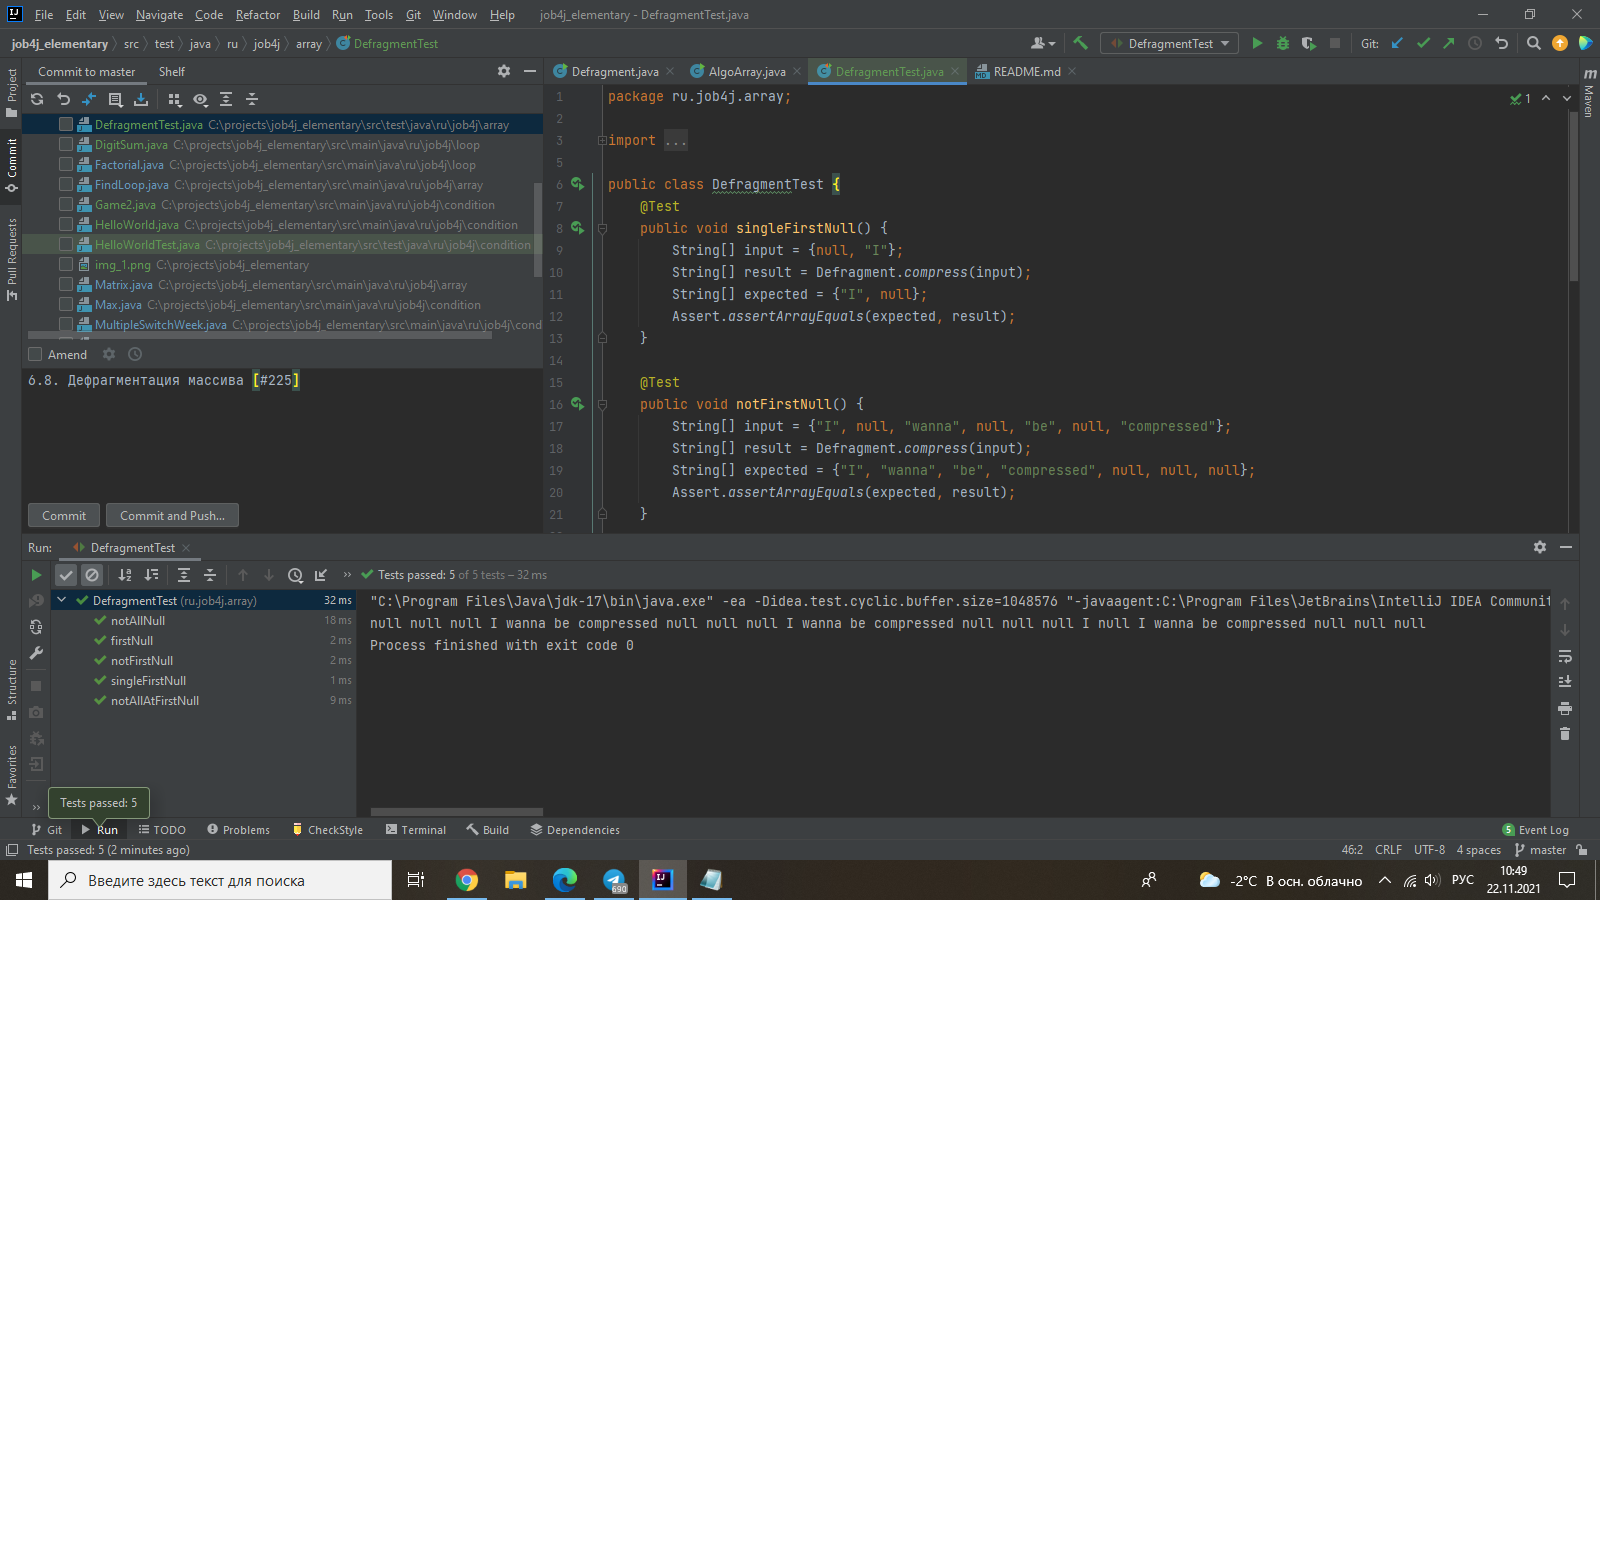 File Edit View Navigate Code Refactor Build Run Tools Git Window Help job4j_elementary - DefragmentTest.java
job4j_elementary src test java ru job4j array DefragmentTest
DefragmentTest Git:
Commit to master Shelf
Defragment.java AlgoArray.java DefragmentTest.java README.md
Project
Commit
Pull Requests
Structure
Favorites
Maven
DefragmentTest.java C:\projects\job4j_elementary\src\test\java\ru\job4j\array
DigitSum.java C:\projects\job4j_elementary\src\main\java\ru\job4j\loop
Factorial.java C:\projects\job4j_elementary\src\main\java\ru\job4j\loop
FindLoop.java C:\projects\job4j_elementary\src\main\java\ru\job4j\array
Game2.java C:\projects\job4j_elementary\src\main\java\ru\job4j\condition
HelloWorld.java C:\projects\job4j_elementary\src\main\java\ru\job4j\condition
HelloWorldTest.java C:\projects\job4j_elementary\src\test\java\ru\job4j\condition
img_1.png C:\projects\job4j_elementary
Matrix.java C:\projects\job4j_elementary\src\main\java\ru\job4j\array
Max.java C:\projects\job4j_elementary\src\main\java\ru\job4j\condition
MultipleSwitchWeek.java C:\projects\job4j_elementary\src\main\java\ru\job4j\cond
Amend
6.8. Дефрагментация массива [#225]
Commit Commit and Push...
1 package ru.job4j.array;
1
2
3 import ...
5
6 public class DefragmentTest {
7 @Test
8 public void singleFirstNull() {
9 String[] input = {null, "I"};
10 String[] result = Defragment.compress(input);
11 String[] expected = {"I", null};
12 Assert.assertArrayEquals(expected, result);
13 }
14
15 @Test
16 public void notFirstNull() {
17 String[] input = {"I", null, "wanna", null, "be", null, "compressed"};
18 String[] result = Defragment.compress(input);
19 String[] expected = {"I", "wanna", "be", "compressed", null, null, null};
20 Assert.assertArrayEquals(expected, result);
21 }
Run: DefragmentTest
Tests passed: 5 of 5 tests – 32 ms
DefragmentTest (ru.job4j.array) 32 ms
notAllNull 18 ms
firstNull 2 ms
notFirstNull 2 ms
singleFirstNull 1 ms
notAllAtFirstNull 9 ms
"C:\Program Files\Java\jdk-17\bin\java.exe" -ea -Didea.test.cyclic.buffer.size=1048576 "-javaagent:C:\Program Files\JetBrains\IntelliJ IDEA Communit
null null null I wanna be compressed null null null I wanna be compressed null null null I null I wanna be compressed null null null
Process finished with exit code 0
Tests passed: 5
Git Run TODO Problems CheckStyle Terminal Build Dependencies 5 Event Log
Tests passed: 5 (2 minutes ago) 46:2 CRLF UTF-8 4 spaces master
Введите здесь текст для поиска
690
-2°C В осн. облачно РУС
10:49
22.11.2021